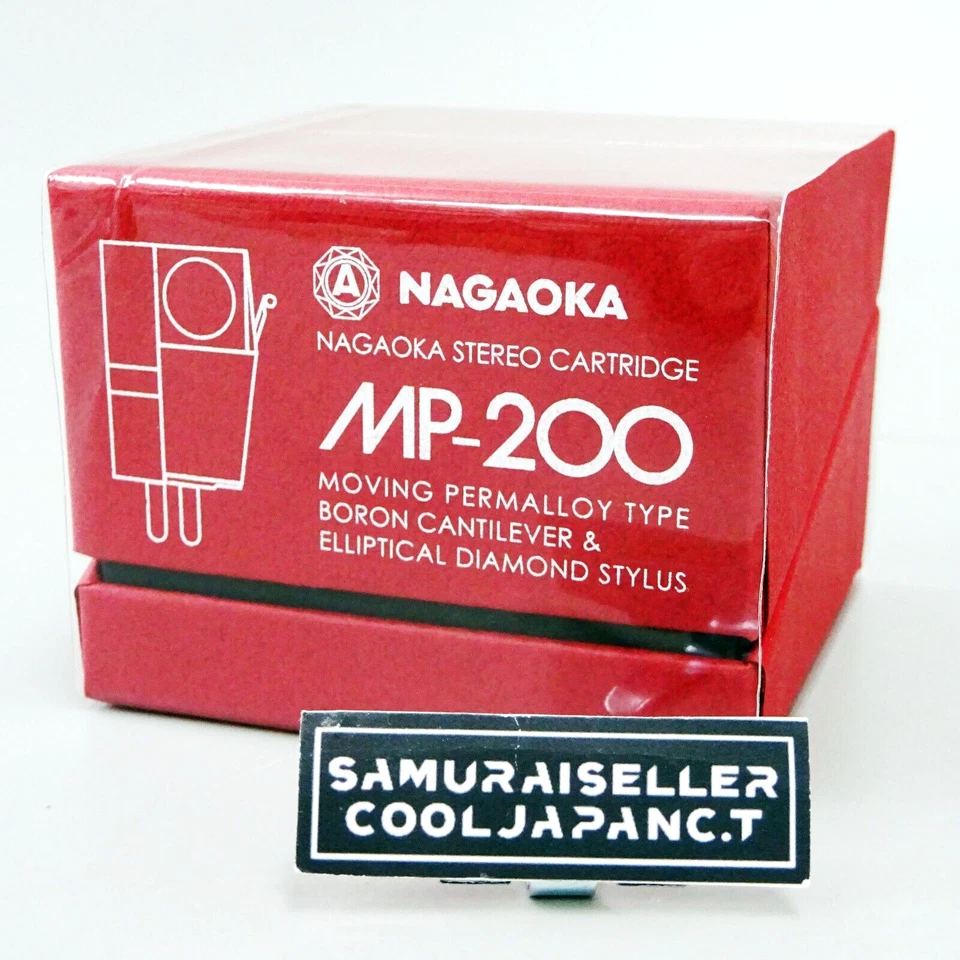 A NAGAOKA
NAGAOKA STEREO CARTRIDGE
MP-200
MOVING PERMALLOY TYPE
BORON CANTILEVER &
ELLIPTICAL DIAMOND STYLUS
SAMURAISELLER
COOLJAPANC.T